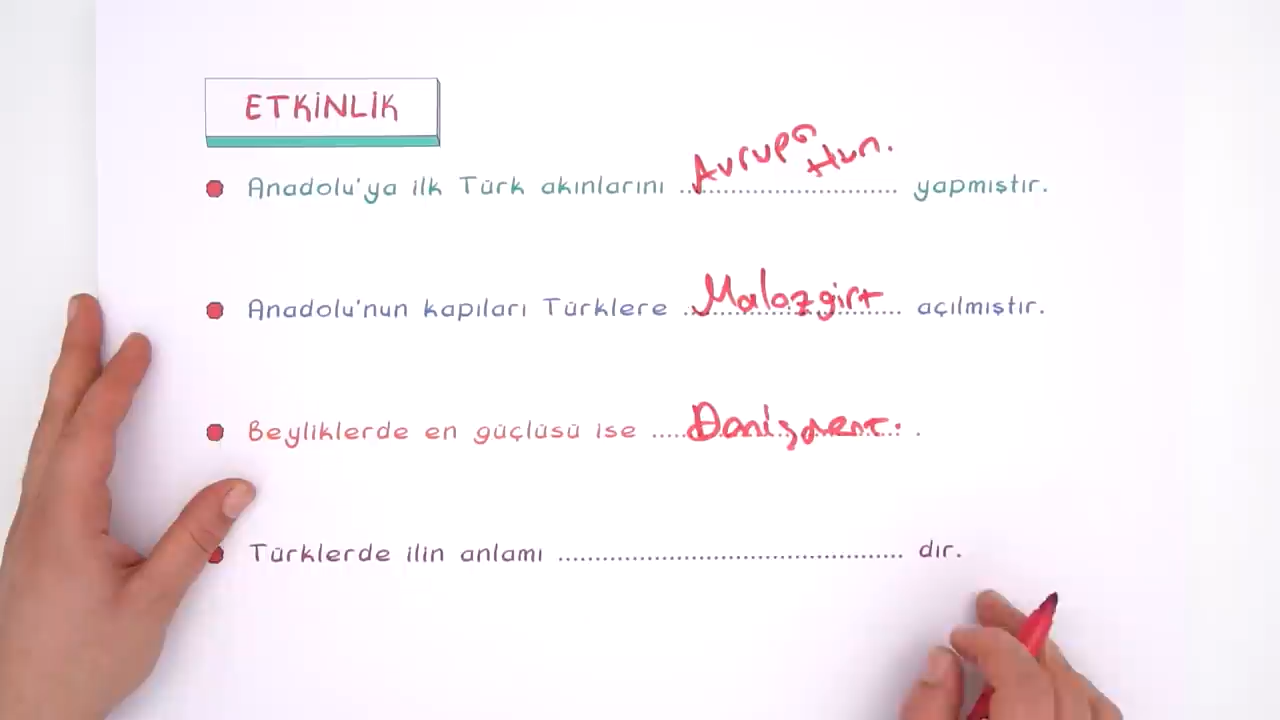 ETKİNLİK
Anadolu'ya ilk Türk akınlarını Avrupa Hun. yapmıştır.
Anadolu'nun kapıları Türklere Malazgirt açılmıştır.
Beyliklerde en güçlüsü ise Danişment. .
Türklerde ilin anlamı ........................................... dır.